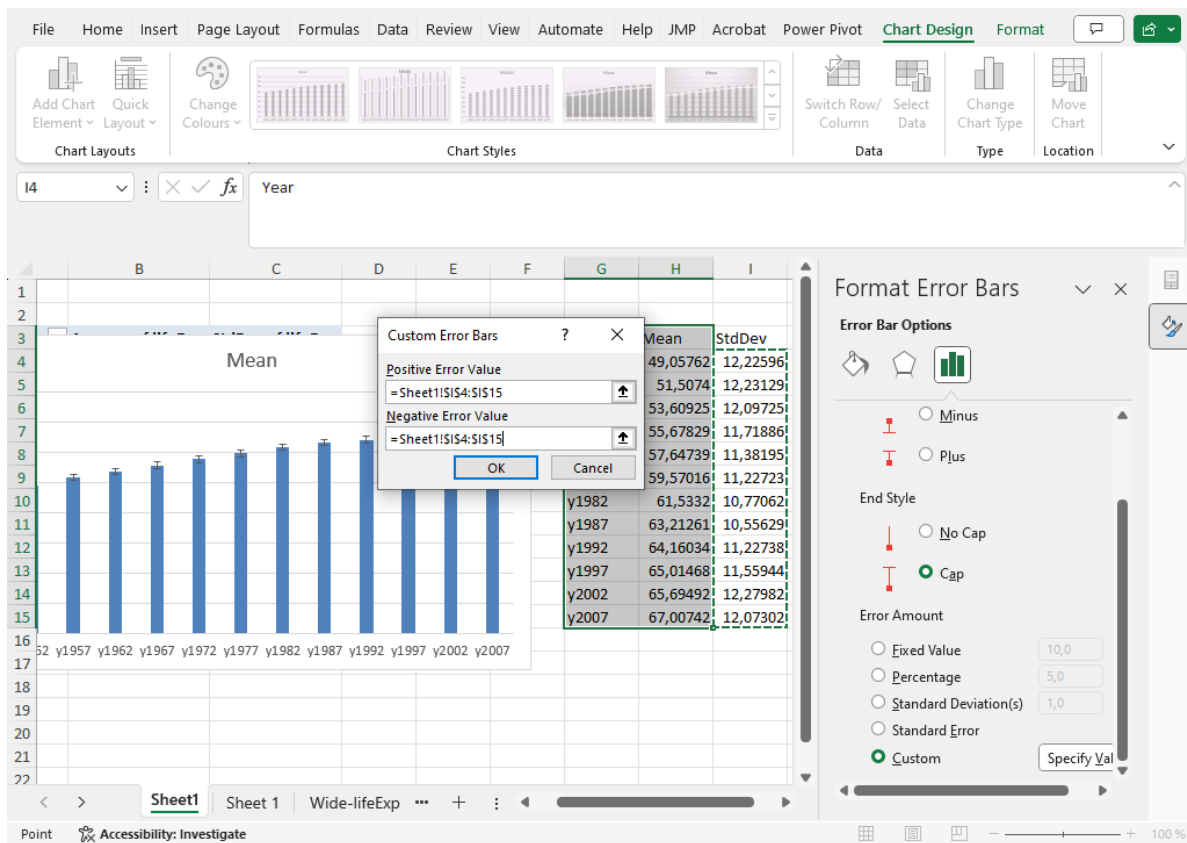 File Home Insert Page Layout Formulas Data Review View Automate Help JMP Acrobat Power Pivot Chart Design Format
Add Chart Element
Quick Layout
Change Colours
Switch Row/ Column
Select Data
Change Chart Type
Move Chart
Chart Layouts Chart Styles Data Type Location
I4 fx Year
B C D E F G H I
1
2
3 Mean StdDev
4 49,05762 12,22596
5 51,5074 12,23129
6 53,60925 12,09725
7 55,67829 11,71886
8 57,64739 11,38195
9 59,57016 11,22723
10 y1982 61,5332 10,77062
11 y1987 63,21261 10,55629
12 y1992 64,16034 11,22738
13 y1997 65,01468 11,55944
14 y2002 65,69492 12,27982
15 y2007 67,00742 12,07302
16
17
18
19
20
21
22
Mean
52 y1957 y1962 y1967 y1972 y1977 y1982 y1987 y1992 y1997 y2002 y2007
Custom Error Bars ?
Positive Error Value
=Sheet1!$I$4:$I$15
Negative Error Value
=Sheet1!$I$4:$I$15
OK Cancel
Format Error Bars
Error Bar Options
Minus
Plus
End Style
No Cap
Cap
Error Amount
Fixed Value 10,0
Percentage 5,0
Standard Deviation(s) 1,0
Standard Error
Custom Specify Val
Sheet1 Sheet 1 Wide-lifeExp ... +
Point Accessibility: Investigate 100 %